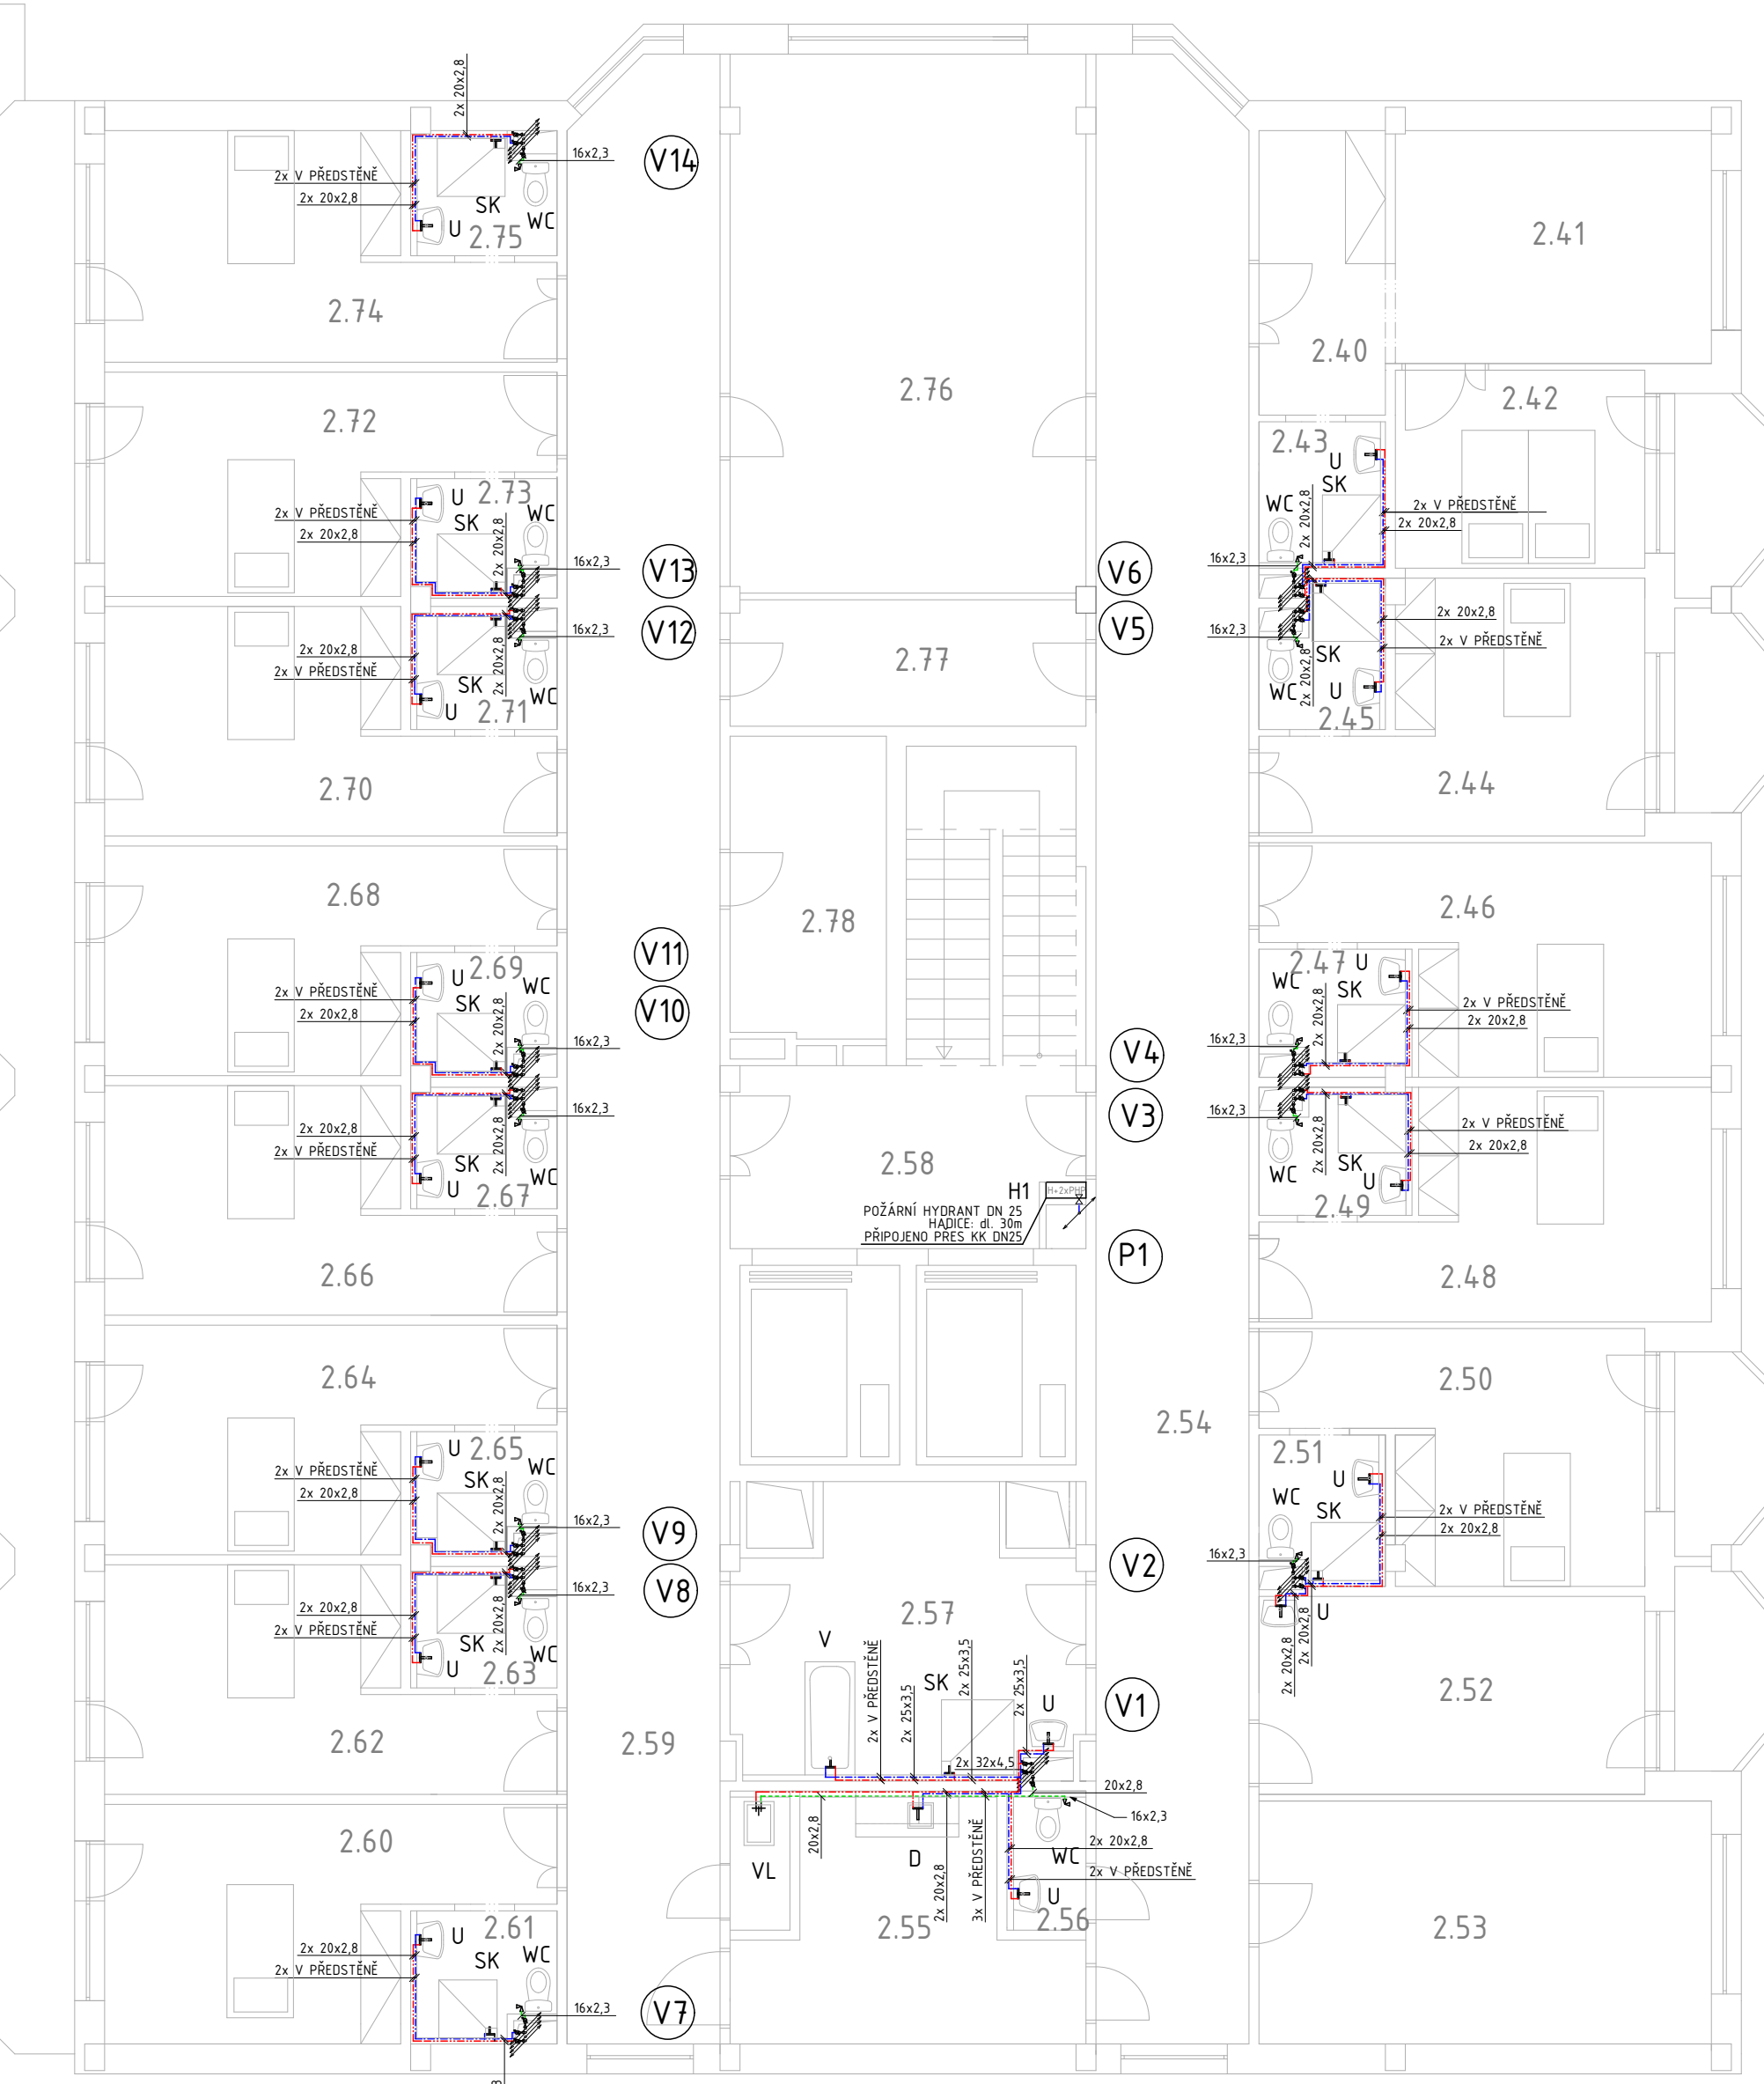 2x 20x2,8
16x2,3
V14
2x V PŘEDSTĚNĚ
2x 20x2,8
SK
WC
U
2.75
2.74
2.72
2.73
U
SK
WC
2x V PŘEDSTĚNĚ
2x 20x2,8
2x 20x2,8
16x2,3
V13
16x2,3
V12
2x 20x2,8
2x V PŘEDSTĚNĚ
2x 20x2,8
SK
WC
U
2.71
2.70
2.68
2.69
U
SK
WC
2x V PŘEDSTĚNĚ
2x 20x2,8
2x 20x2,8
16x2,3
V11
V10
16x2,3
2x 20x2,8
2x V PŘEDSTĚNĚ
2x 20x2,8
SK
WC
U
2.67
2.66
2.64
2.65
U
SK
WC
2x V PŘEDSTĚNĚ
2x 20x2,8
2x 20x2,8
16x2,3
V9
V8
16x2,3
2x 20x2,8
2x V PŘEDSTĚNĚ
2x 20x2,8
SK
WC
U
2.63
2.62
2.59
2.60
2.61
U
SK
WC
2x 20x2,8
2x V PŘEDSTĚNĚ
16x2,3
V7
8
2.76
2.77
2.78
2.58
H1
H+2xPHP
POŽÁRNÍ HYDRANT DN 25
HADICE: dl. 30m
PŘIPOJENO PŘES KK DN25
P1
2.54
2.57
V
SK
U
2x V PŘEDSTĚNĚ
2x 25x3,5
2x 25x3,5
2x 25x3,5
2x 32x4,5
V1
20x2,8
16x2,3
20x2,8
2x 20x2,8
3x V PŘEDSTĚNĚ
2x 20x2,8
2x V PŘEDSTĚNĚ
VL
D
WC
U
2.55
2.56
2.41
2.40
2.42
2.43
U
SK
WC
2x 20x2,8
2x V PŘEDSTĚNĚ
2x 20x2,8
16x2,3
V6
V5
16x2,3
2x 20x2,8
2x V PŘEDSTĚNĚ
2x 20x2,8
SK
WC
U
2.45
2.44
2.46
2.47
U
SK
WC
2x 20x2,8
2x V PŘEDSTĚNĚ
2x 20x2,8
16x2,3
V4
V3
16x2,3
2x V PŘEDSTĚNĚ
2x 20x2,8
2x 20x2,8
SK
WC
U
2.49
2.48
2.50
2.51
U
WC
SK
2x V PŘEDSTĚNĚ
2x 20x2,8
16x2,3
V2
U
2x 20x2,8
2x 20x2,8
2.52
2.53